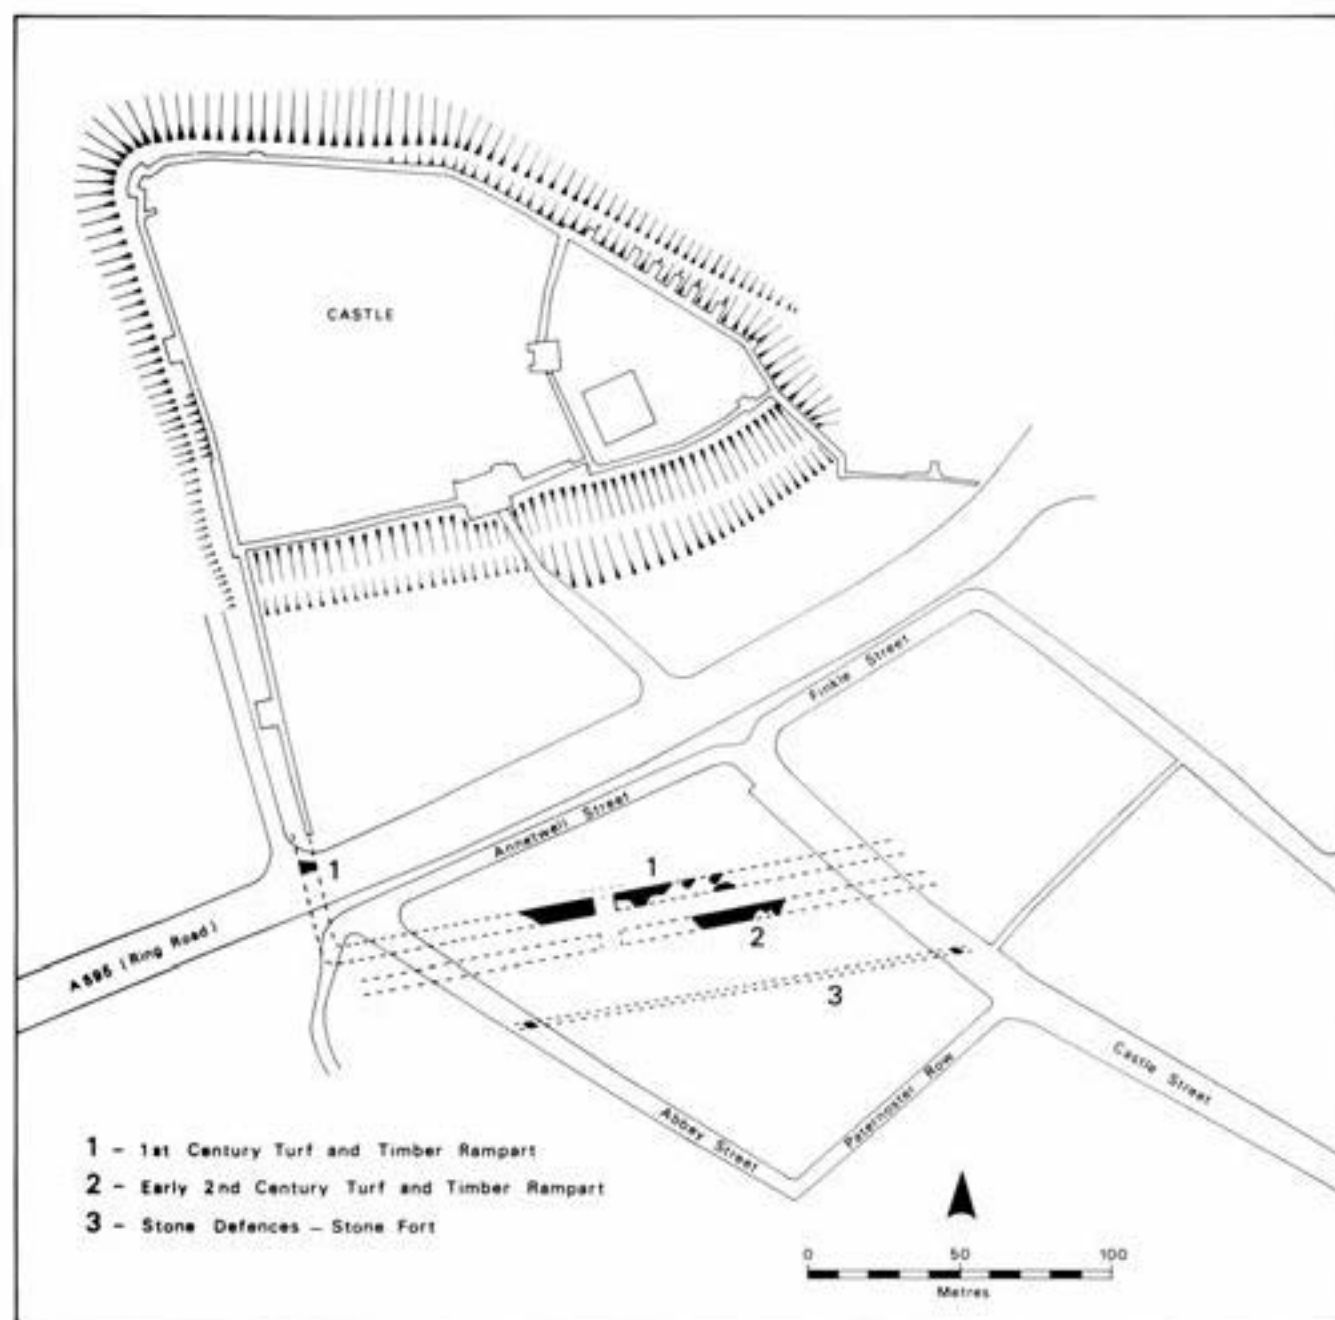 CASTLE
Finkle Street
Annetwell Street
1
1
2
A595 (Ring Road)
3
Castle Street
Paternoster Row
Abbey Street
1 – 1st Century Turf and Timber Rampart
2 – Early 2nd Century Turf and Timber Rampart
3 – Stone Defences – Stone Fort
0 50 100
Metres